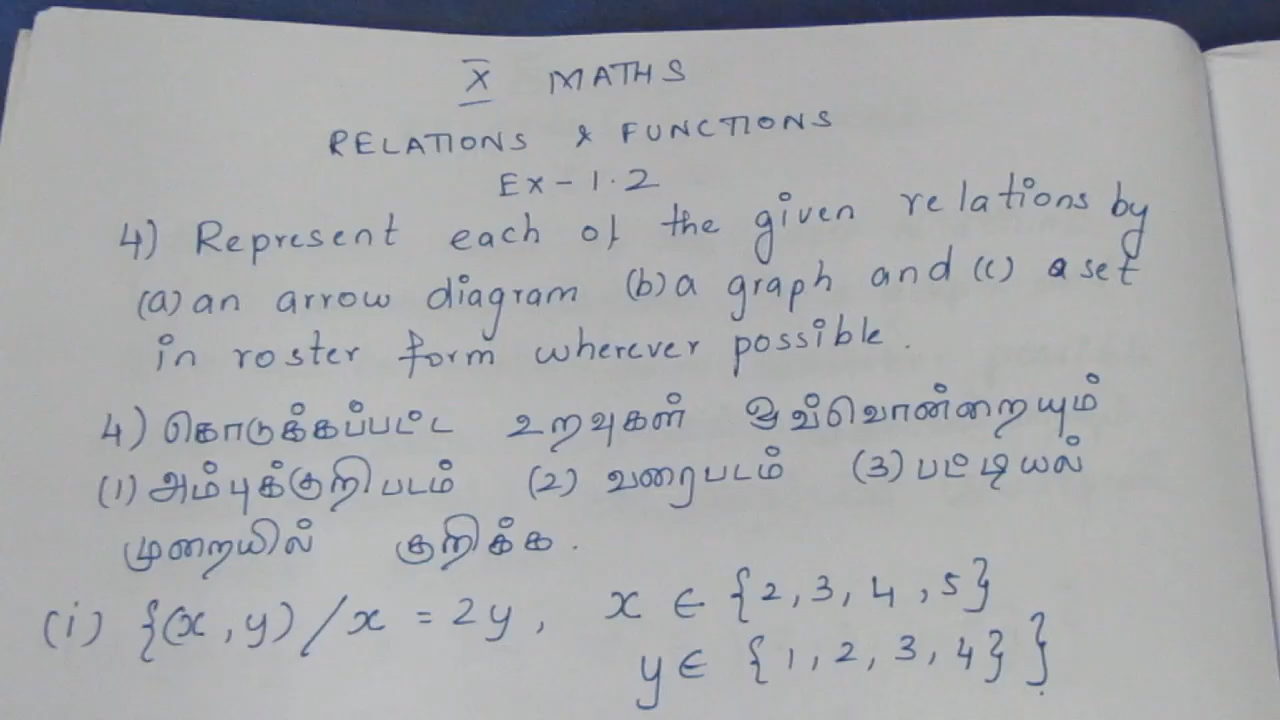 X MATHS
RELATIONS & FUNCTIONS
EX - 1.2
4) Represent each of the given relations by
(a) an arrow diagram (b) a graph and (c) a set
in roster form wherever possible.
4) கொடுக்கப்பட்ட உறவுகள் ஒவ்வொன்றையும்
(1) அம்புக்குறிபடம் (2) வரைபடம் (3) பட்டியல்
முறையில் குறிக்க.
(i) {(x, y) / x = 2y, x ∈ {2, 3, 4, 5}
y ∈ {1, 2, 3, 4} }